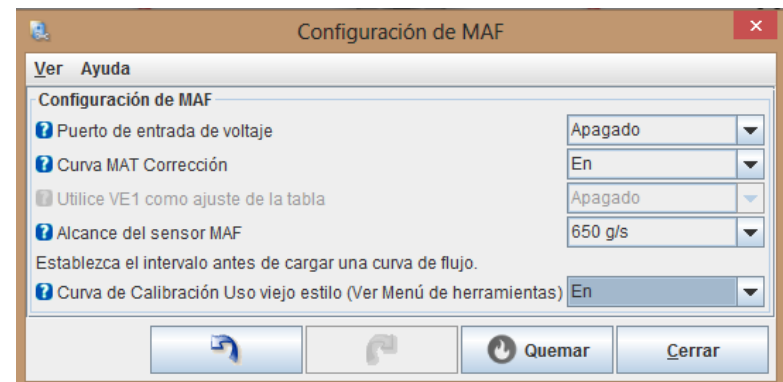 Configuración de MAF
Ver Ayuda
Configuración de MAF
Puerto de entrada de voltaje Apagado
Curva MAT Corrección En
Utilice VE1 como ajuste de la tabla Apagado
Alcance del sensor MAF 650 g/s
Establezca el intervalo antes de cargar una curva de flujo.
Curva de Calibración Uso viejo estilo (Ver Menú de herramientas) En
Quemar Cerrar